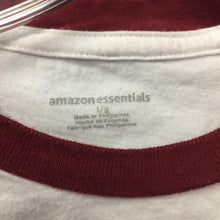 amazon essentials
L/g
Made in Philippines
Hecho en Filipinas
Fabriqué Aux Philippines